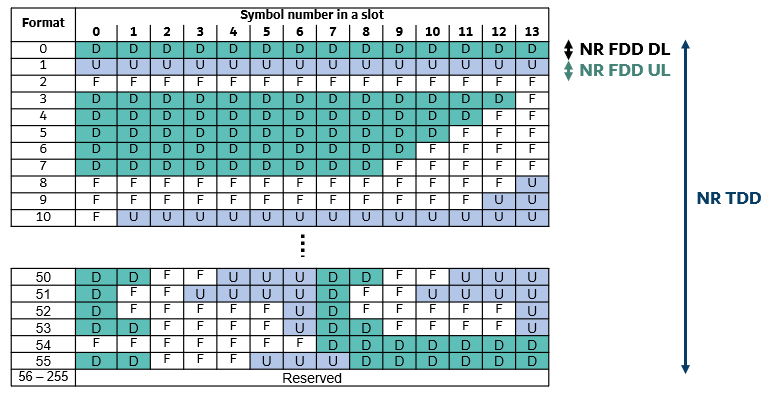 Format Symbol number in a slot
0 1 2 3 4 5 6 7 8 9 10 11 12 13
0 D D D D D D D D D D D D D D NR FDD DL
1 U U U U U U U U U U U U U U NR FDD UL
2 F F F F F F F F F F F F F F
3 D D D D D D D D D D D D D F
4 D D D D D D D D D D D D F F
5 D D D D D D D D D D D F F F
6 D D D D D D D D D D F F F F
7 D D D D D D D D D F F F F F
8 F F F F F F F F F F F F F U
9 F F F F F F F F F F F F U U
10 F U U U U U U U U U U U U U
NR TDD
50 D D F F U U U D D F F U U U
51 D F F U U U U D F F U U U U
52 D F F F F F U D F F F F F U
53 D D F F F F U D D F F F F U
54 F F F F F F F D D D D D D D
55 D D F F F U U U D D D D D D
56 – 255 Reserved